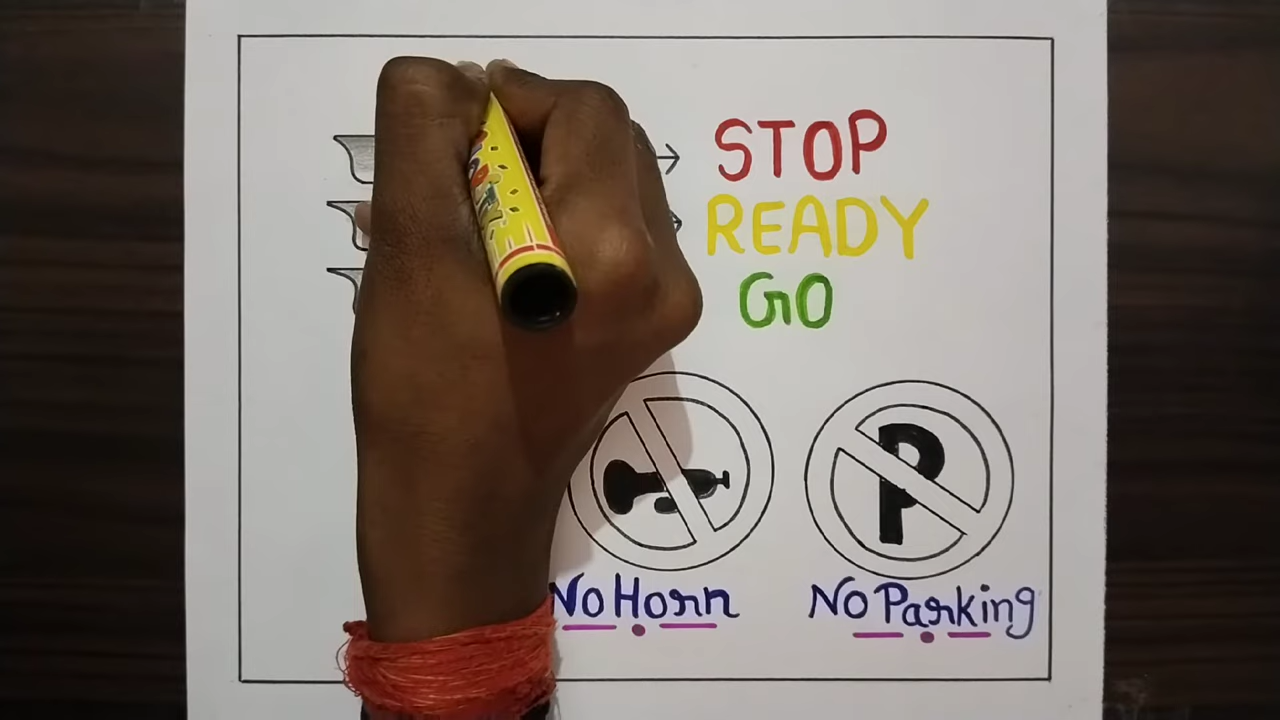 STOP
READY
GO
P
No Horn
No Parking